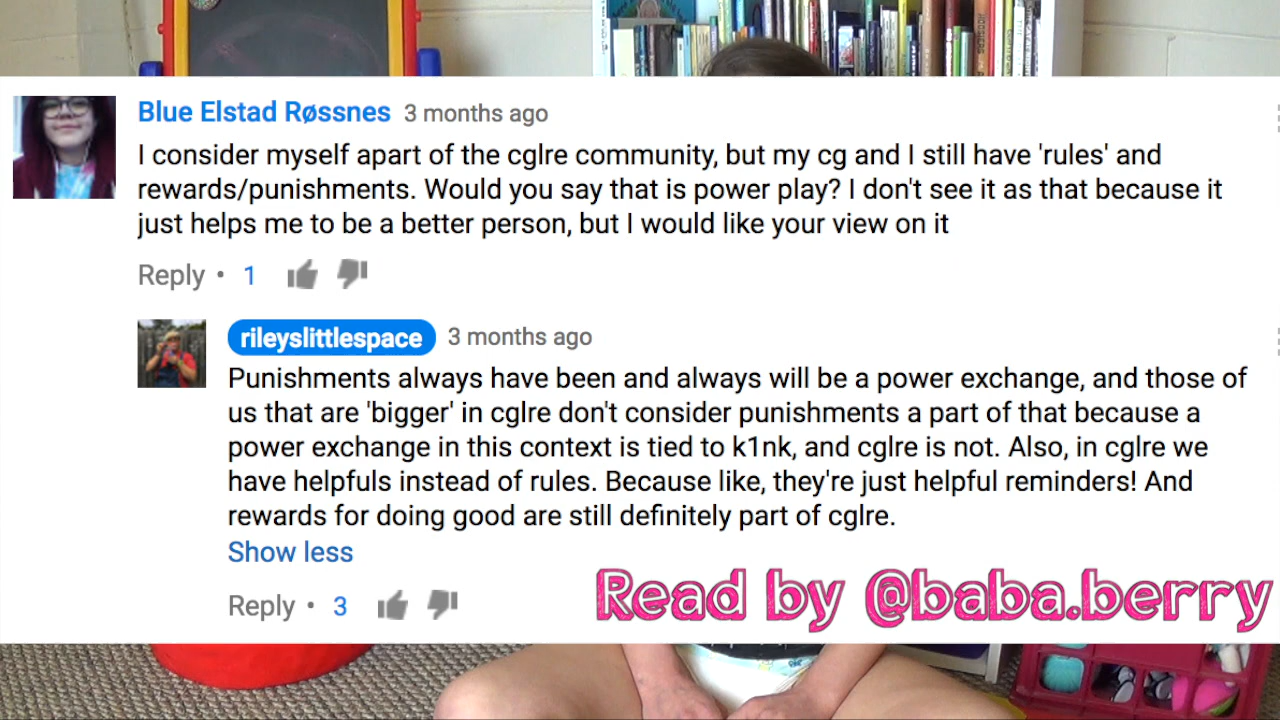 Blue Elstad Røssnes 3 months ago
I consider myself apart of the cglre community, but my cg and I still have 'rules' and
rewards/punishments. Would you say that is power play? I don't see it as that because it
just helps me to be a better person, but I would like your view on it
Reply • 1
rileyslittlespace 3 months ago
Punishments always have been and always will be a power exchange, and those of
us that are 'bigger' in cglre don't consider punishments a part of that because a
power exchange in this context is tied to k1nk, and cglre is not. Also, in cglre we
have helpfuls instead of rules. Because like, they're just helpful reminders! And
rewards for doing good are still definitely part of cglre.
Show less
Reply • 3
Read by @baba.berry